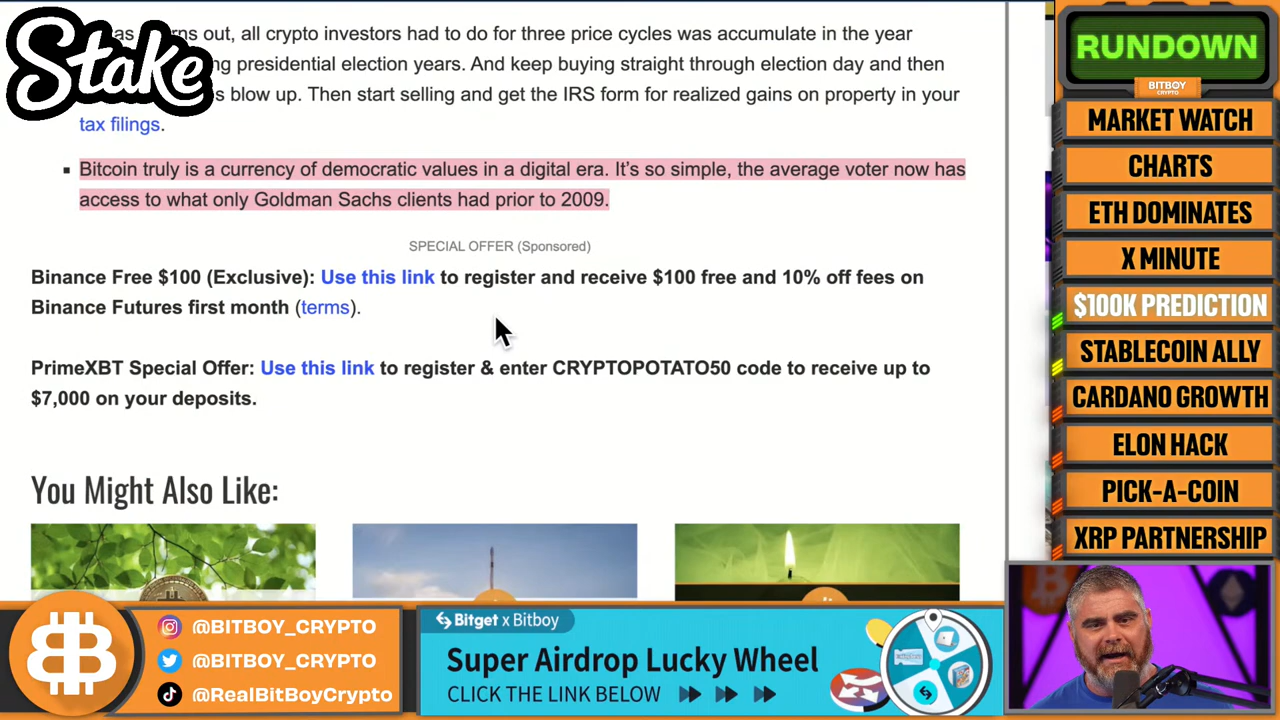 Stake
out, all crypto investors had to do for three price cycles was accumulate in the year
presidential election years. And keep buying straight through election day and then
blow up. Then start selling and get the IRS form for realized gains on property in your
tax filings.
Bitcoin truly is a currency of democratic values in a digital era. It’s so simple, the average voter now has
access to what only Goldman Sachs clients had prior to 2009.
SPECIAL OFFER (Sponsored)
Binance Free $100 (Exclusive): Use this link to register and receive $100 free and 10% off fees on
Binance Futures first month (terms).
PrimeXBT Special Offer: Use this link to register & enter CRYPTOPOTATO50 code to receive up to
$7,000 on your deposits.
You Might Also Like:
RUNDOWN
BITBOY
CRYPTO
MARKET WATCH
CHARTS
ETH DOMINATES
X MINUTE
$100K PREDICTION
STABLECOIN ALLY
CARDANO GROWTH
ELON HACK
PICK-A-COIN
XRP PARTNERSHIP
@BITBOY_CRYPTO
@BITBOY_CRYPTO
@RealBitBoyCrypto
Bitget x Bitboy
Super Airdrop Lucky Wheel
CLICK THE LINK BELOW